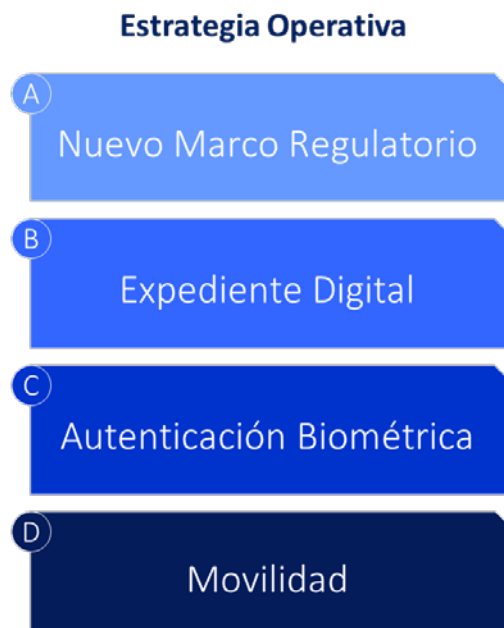 Estrategia Operativa
A
Nuevo Marco Regulatorio
B
Expediente Digital
C
Autenticación Biométrica
D
Movilidad